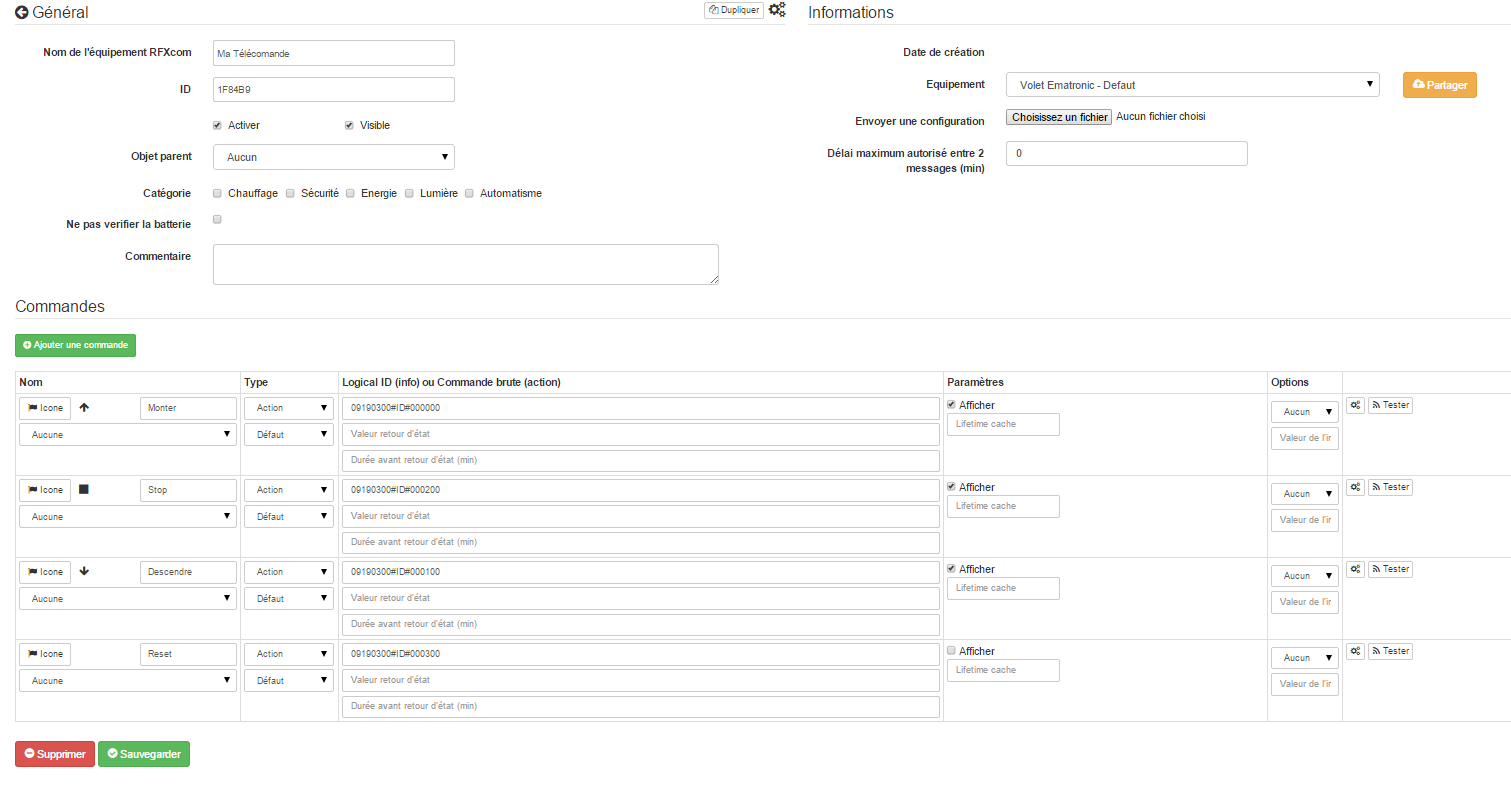 Général
Dupliquer
Nom de l'équipement RFXcom
Ma Télécomande
ID
1F84B9
Activer Visible
Objet parent
Aucun
Catégorie
Chauffage Sécurité Energie Lumière Automatisme
Ne pas verifier la batterie
Commentaire
Informations
Date de création
Equipement
Volet Ematronic - Defaut
Partager
Envoyer une configuration
Choisissez un fichier Aucun fichier choisi
Délai maximum autorisé entre 2
messages (min)
0
Commandes
Ajouter une commande
Nom Type Logical ID (info) ou Commande brute (action) Paramètres Options
Icone Monter Action 09190300#ID#000000 Afficher Aucun Tester
Aucune Défaut Valeur retour d'état Lifetime cache Valeur de l'ir
Durée avant retour d'état (min)
Icone Stop Action 09190300#ID#000200 Afficher Aucun Tester
Aucune Défaut Valeur retour d'état Lifetime cache Valeur de l'ir
Durée avant retour d'état (min)
Icone Descendre Action 09190300#ID#000100 Afficher Aucun Tester
Aucune Défaut Valeur retour d'état Lifetime cache Valeur de l'ir
Durée avant retour d'état (min)
Icone Reset Action 09190300#ID#000300 Afficher Aucun Tester
Aucune Défaut Valeur retour d'état Lifetime cache Valeur de l'ir
Durée avant retour d'état (min)
Supprimer Sauvegarder